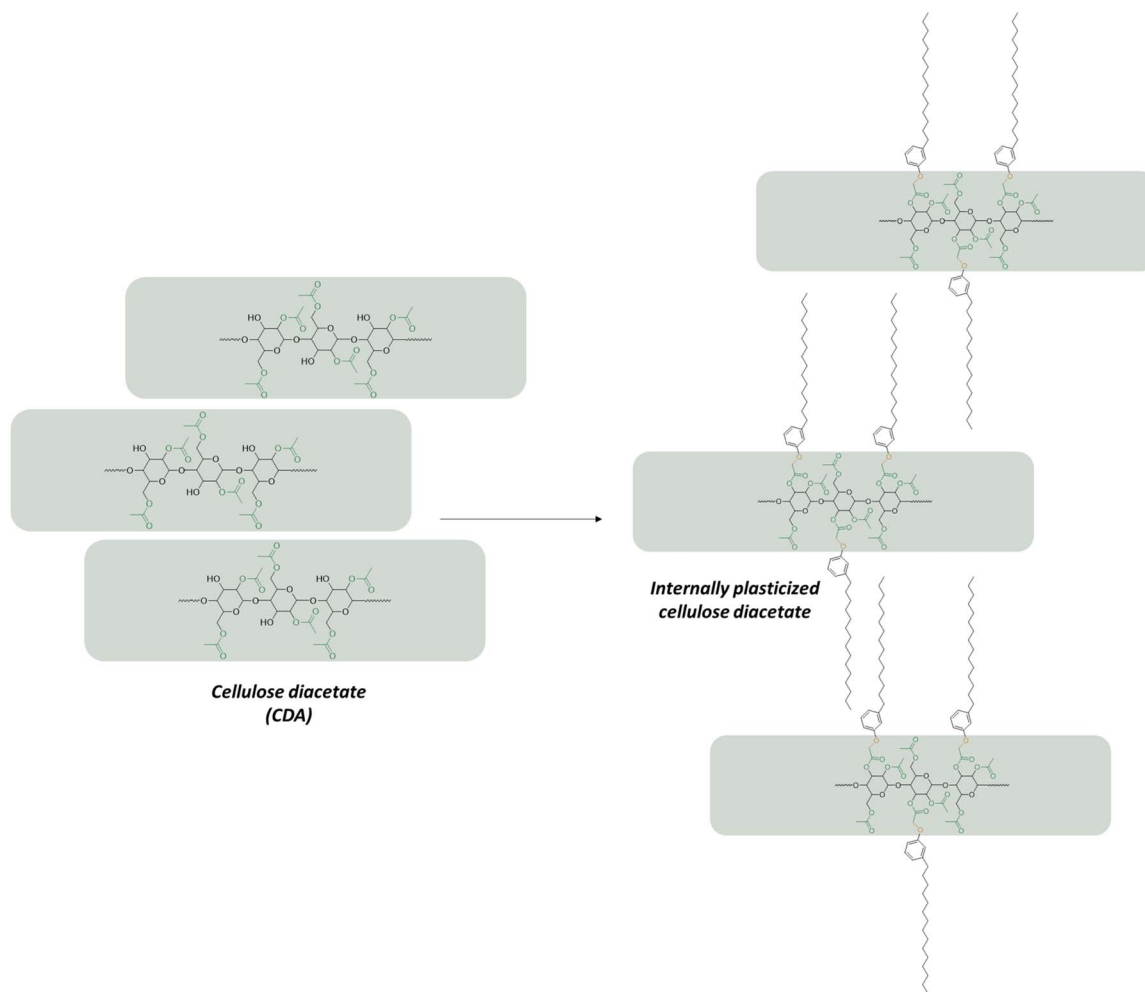 Cellulose diacetate
(CDA)
Internally plasticized
cellulose diacetate